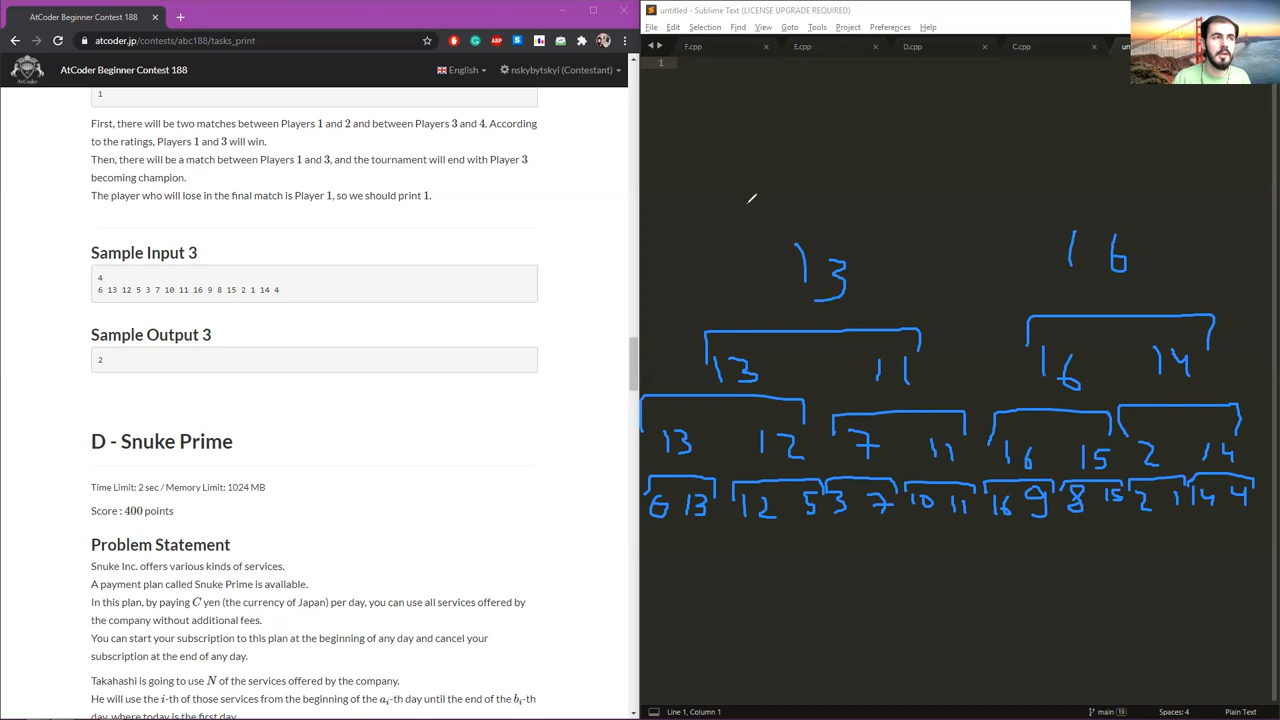 AtCoder Beginner Contest 188
atcoder.jp/contests/abc188/tasks_print
AtCoder Beginner Contest 188
English
nskybytskyi (Contestant)
1
First, there will be two matches between Players 1 and 2 and between Players 3 and 4. According
to the ratings, Players 1 and 3 will win.
Then, there will be a match between Players 1 and 3, and the tournament will end with Player 3
becoming champion.
The player who will lose in the final match is Player 1, so we should print 1.
Sample Input 3
4
6 13 12 5 3 7 10 11 16 9 8 15 2 1 14 4
Sample Output 3
2
D - Snuke Prime
Time Limit: 2 sec / Memory Limit: 1024 MB
Score : 400 points
Problem Statement
Snuke Inc. offers various kinds of services.
A payment plan called Snuke Prime is available.
In this plan, by paying C yen (the currency of Japan) per day, you can use all services offered by
the company without additional fees.
You can start your subscription to this plan at the beginning of any day and cancel your
subscription at the end of any day.
Takahashi is going to use N of the services offered by the company.
He will use the i-th of those services from the beginning of the ai-th day until the end of the bi-th
day, where today is the first day.
untitled - Sublime Text (LICENSE UPGRADE REQUIRED)
File Edit Selection Find View Goto Tools Project Preferences Help
F.cpp E.cpp D.cpp C.cpp
1
13 16
13 11 16 14
13 12 7 11 16 15 2 14
6 13 12 5 3 7 10 11 16 9 8 15 2 1 14 4
Line 1, Column 1
main 19
Spaces: 4
Plain Text